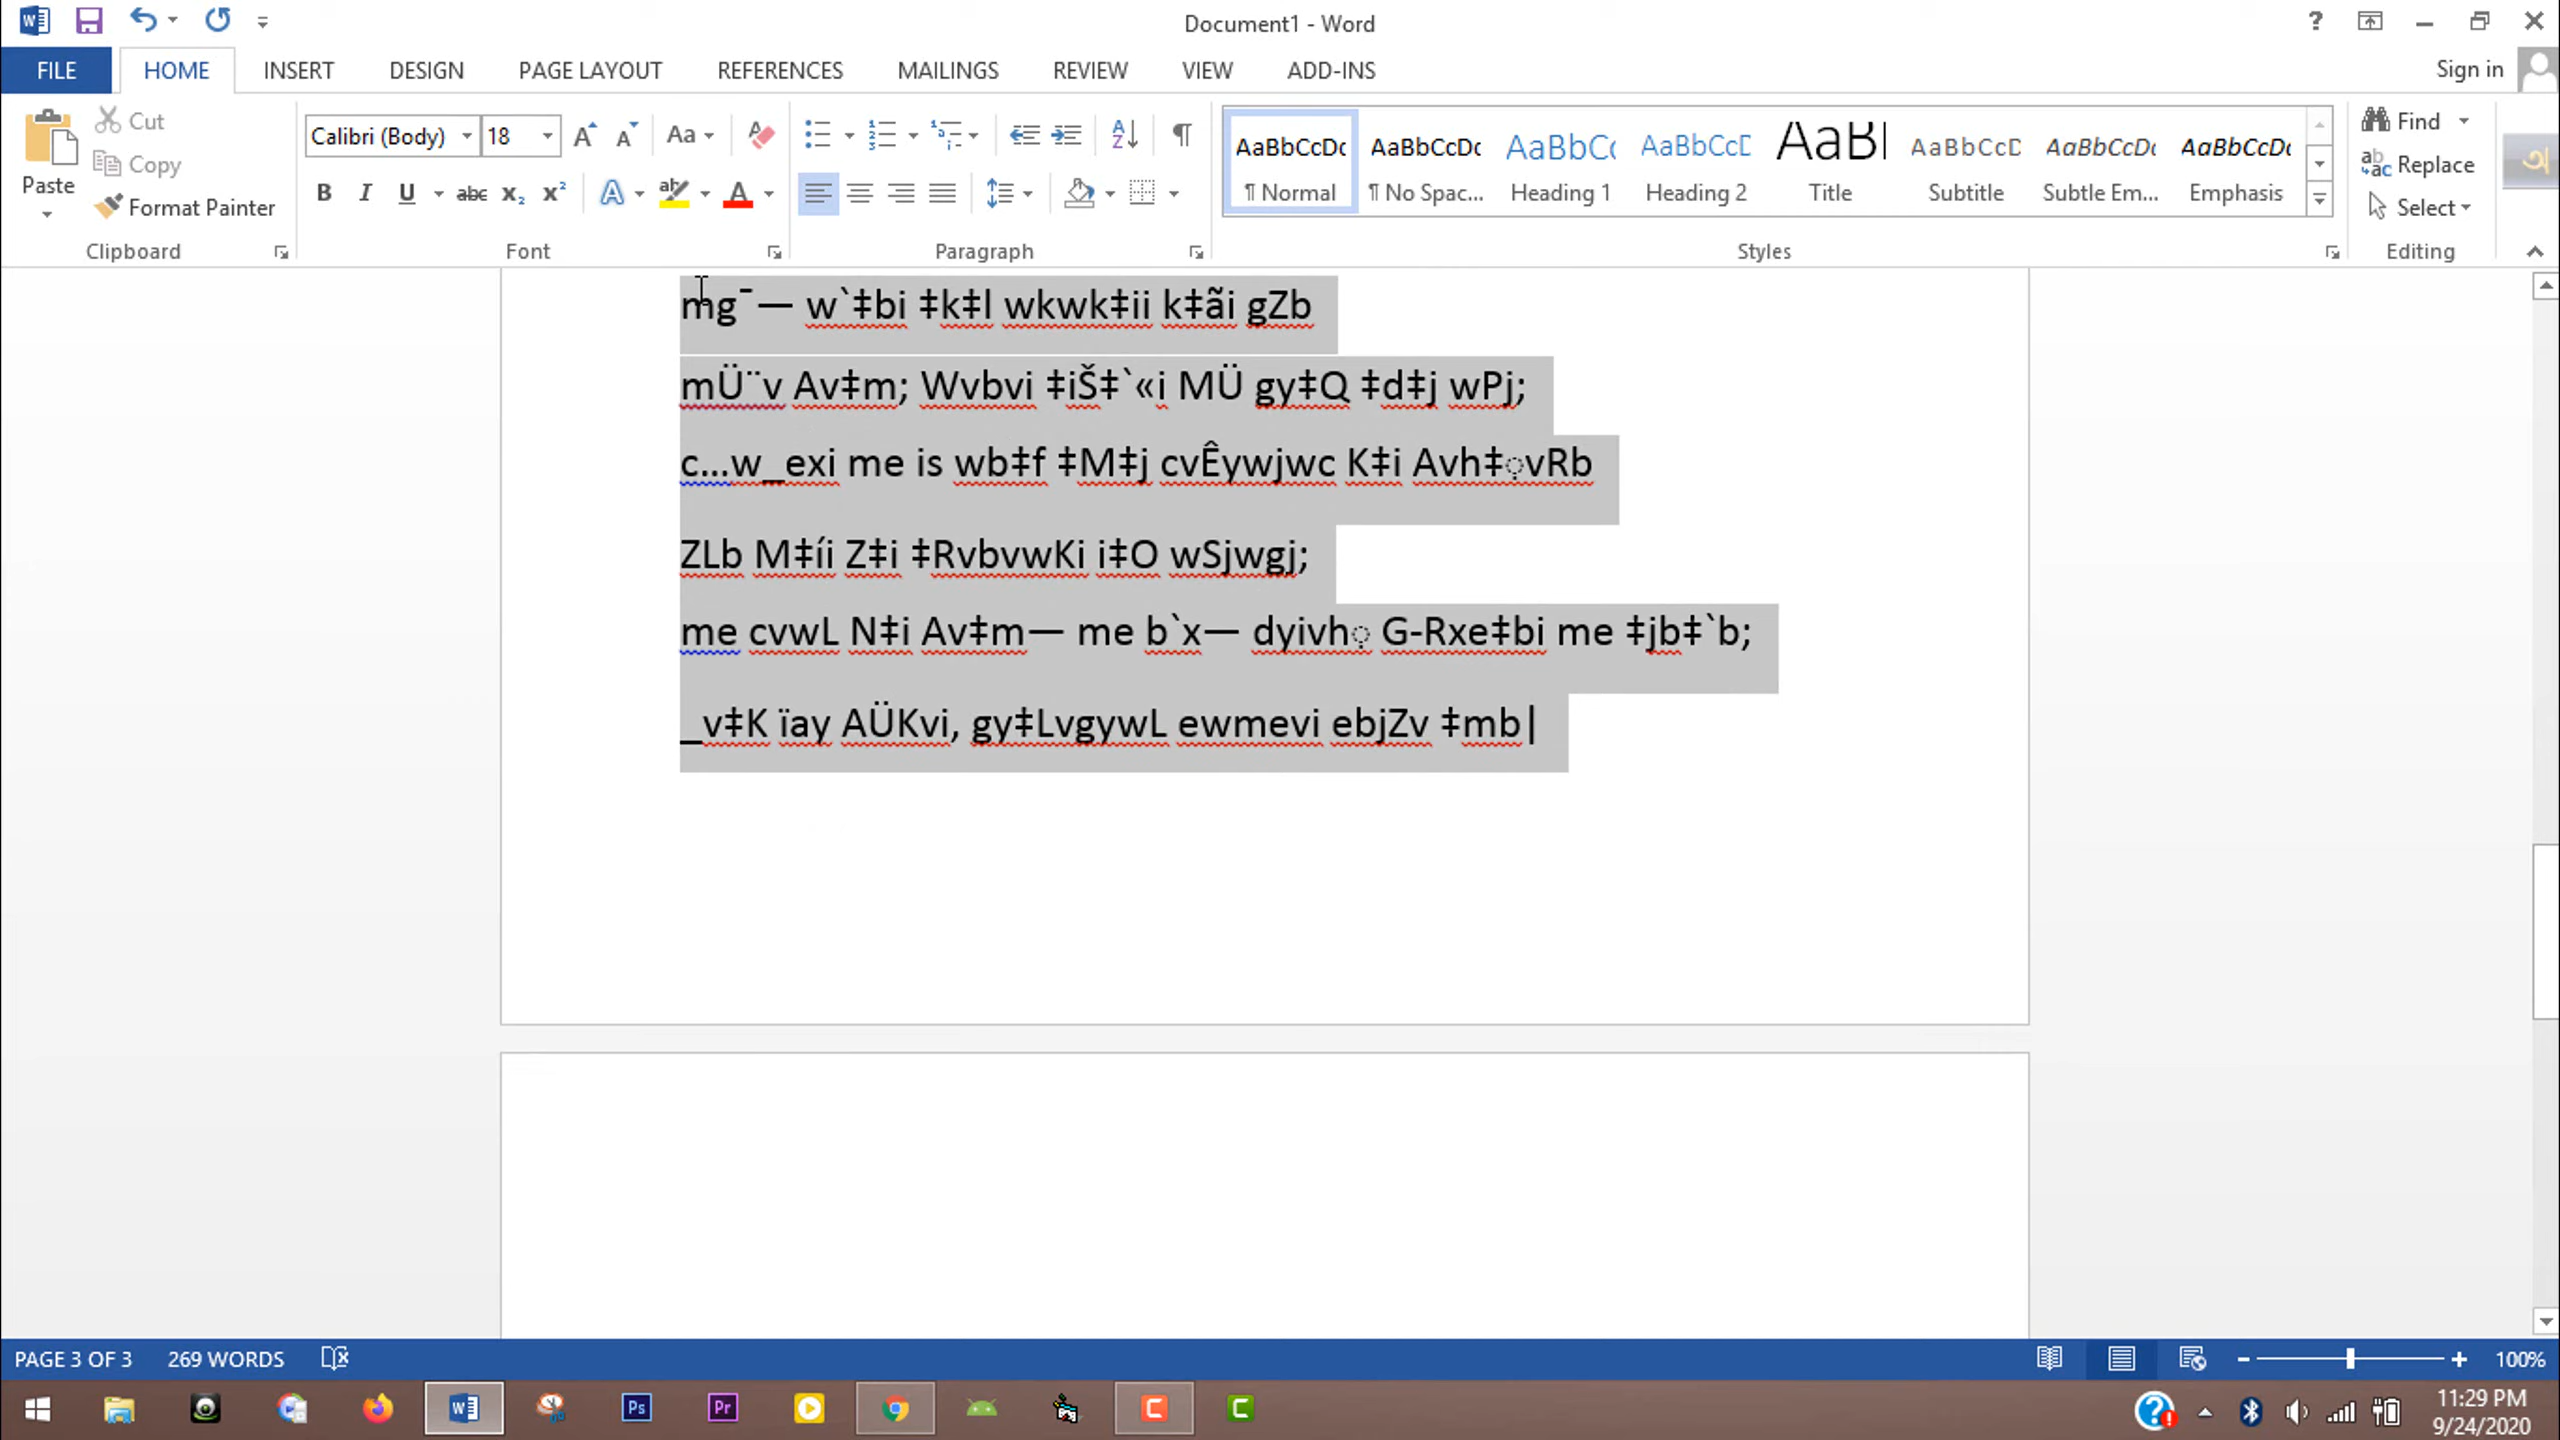 Document1 - Word
FILE HOME INSERT DESIGN PAGE LAYOUT REFERENCES MAILINGS REVIEW VIEW ADD-INS Sign in
Paste
Cut
Copy
Format Painter
Clipboard
Calibri (Body) 18
Font
Paragraph
AaBbCcDc AaBbCcDc AaBbCc AaBbCcD AaBl AaBbCcD AaBbCcDc AaBbCcDc
¶ Normal ¶ No Spac... Heading 1 Heading 2 Title Subtitle Subtle Em... Emphasis
Styles
Find
Replace
Select
Editing
mg¯— w`‡bi ‡k‡l wkwk‡ii k‡ãi gZb
mÜ¨v Av‡m; Wvbvi ‡iŠ‡`«i MÜ gy‡Q ‡d‡j wPj;
c…w_exi me is wb‡f ‡M‡j cvÊywjwc K‡i Avh‡়vRb
ZLb M‡íi Z‡i ‡RvbvwKi i‡O wSjwgj;
me cvwL N‡i Av‡m— me b`x— dyivh় G-Rxe‡bi me ‡jb‡`b;
_v‡K ïay AÜKvi, gy‡LvgywL ewmevi ebjZv ‡mb|
PAGE 3 OF 3 269 WORDS 100%
11:29 PM
9/24/2020